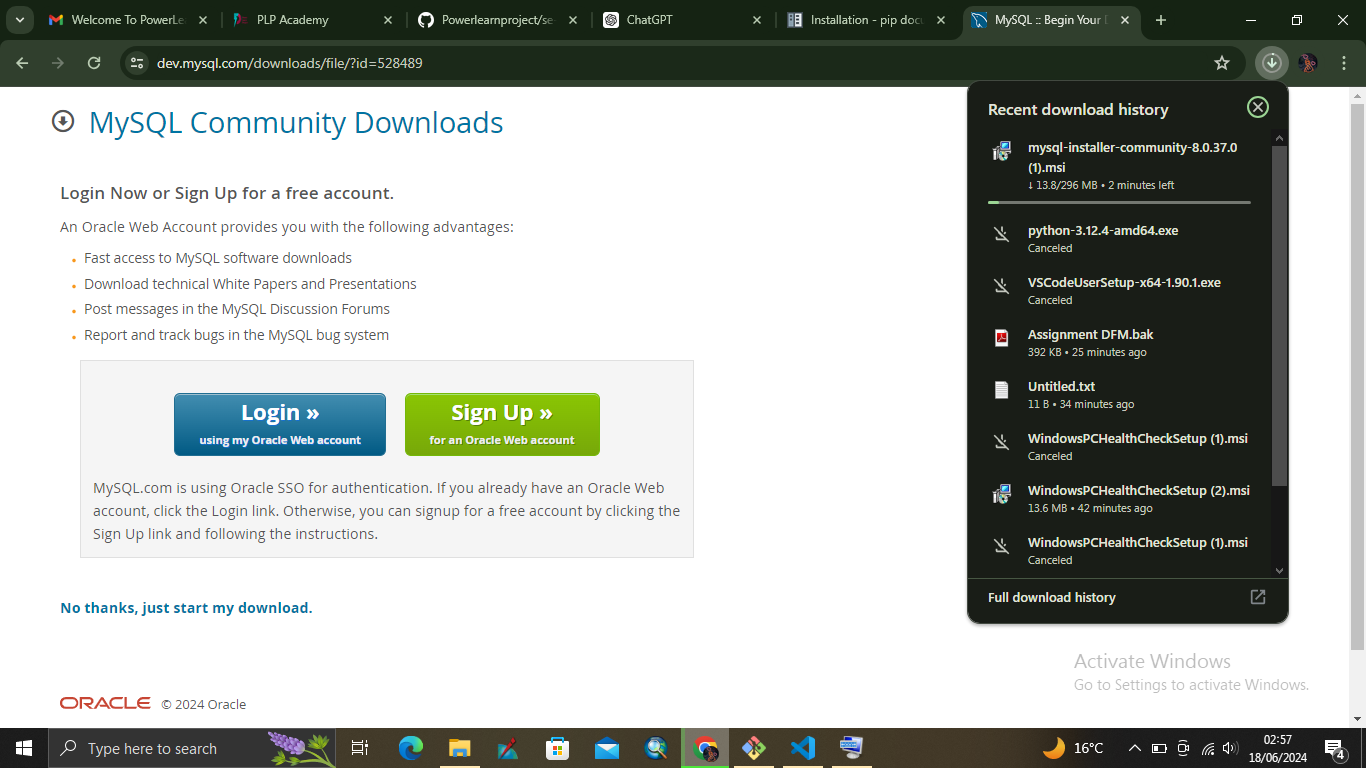 Welcome To PowerLea
PLP Academy
Powerlearnproject/se-
ChatGPT
Installation - pip docu
MySQL :: Begin Your D
dev.mysql.com/downloads/file/?id=528489
MySQL Community Downloads
Login Now or Sign Up for a free account.
An Oracle Web Account provides you with the following advantages:
Fast access to MySQL software downloads
Download technical White Papers and Presentations
Post messages in the MySQL Discussion Forums
Report and track bugs in the MySQL bug system
Login »
using my Oracle Web account
Sign Up »
for an Oracle Web account
MySQL.com is using Oracle SSO for authentication. If you already have an Oracle Web
account, click the Login link. Otherwise, you can signup for a free account by clicking the
Sign Up link and following the instructions.
No thanks, just start my download.
ORACLE © 2024 Oracle
Recent download history
mysql-installer-community-8.0.37.0
(1).msi
↓ 13.8/296 MB • 2 minutes left
python-3.12.4-amd64.exe
Canceled
VSCodeUserSetup-x64-1.90.1.exe
Canceled
Assignment DFM.bak
392 KB • 25 minutes ago
Untitled.txt
11 B • 34 minutes ago
WindowsPCHealthCheckSetup (1).msi
Canceled
WindowsPCHealthCheckSetup (2).msi
13.6 MB • 42 minutes ago
WindowsPCHealthCheckSetup (1).msi
Canceled
Full download history
Activate Windows
Go to Settings to activate Windows.
Type here to search
16°C
02:57
18/06/2024
4